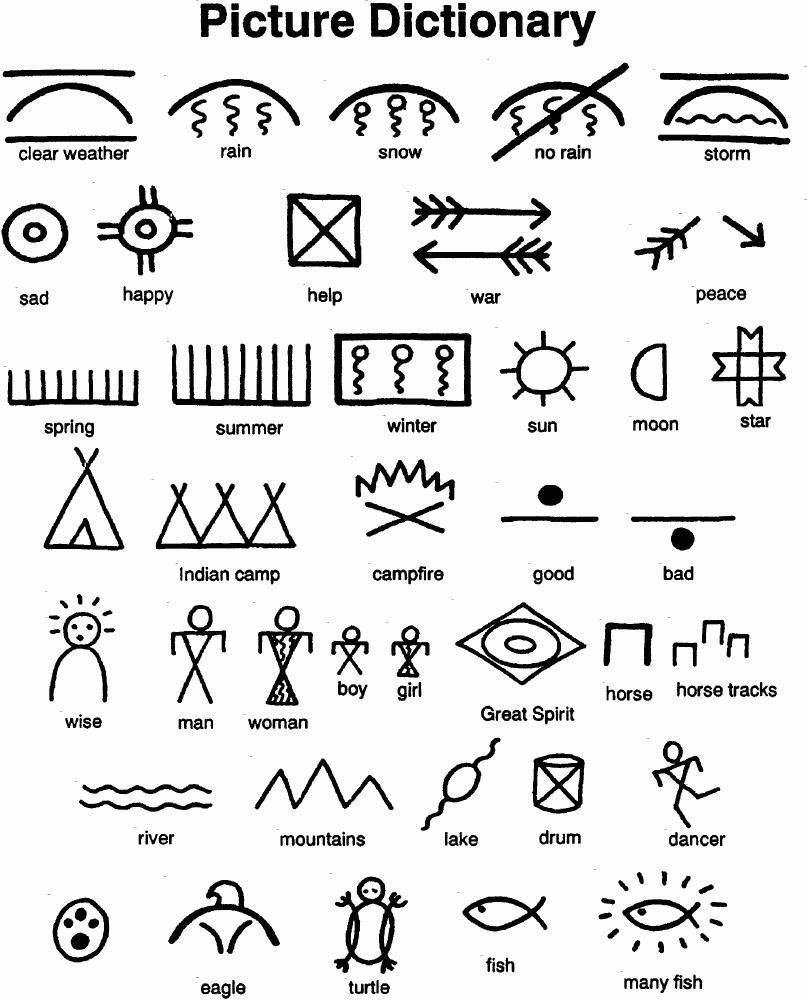 Picture Dictionary
clear weather rain snow no rain storm
sad happy help war peace
spring summer winter sun moon star
Indian camp campfire good bad
wise man woman boy girl Great Spirit horse horse tracks
river mountains lake drum dancer
eagle turtle fish many fish